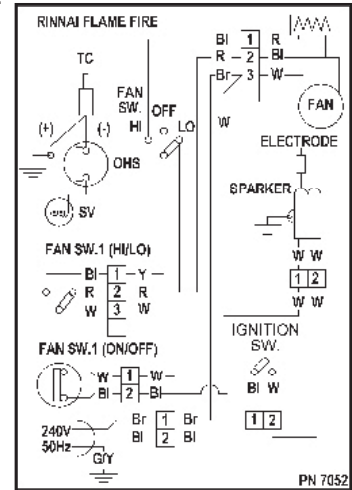 RINNAI FLAME FIRE
TC
FAN
SW.
OFF
HI
LO
(+)
(-)
OHS
SV
Bl 1 R
R 2 Bl
Br 3 W
W
FAN
ELECTRODE
SPARKER
W W
1 2
W W
FAN SW.1 (HI/LO)
Bl 1 Y
R 2 R
W 3 W
IGNITION
SW.
Bl W
1 2
FAN SW.1 (ON/OFF)
W 1 W
Bl 2 Bl
240V
50Hz
G/Y
Br 1 Br
Bl 2 Bl
PN 7052